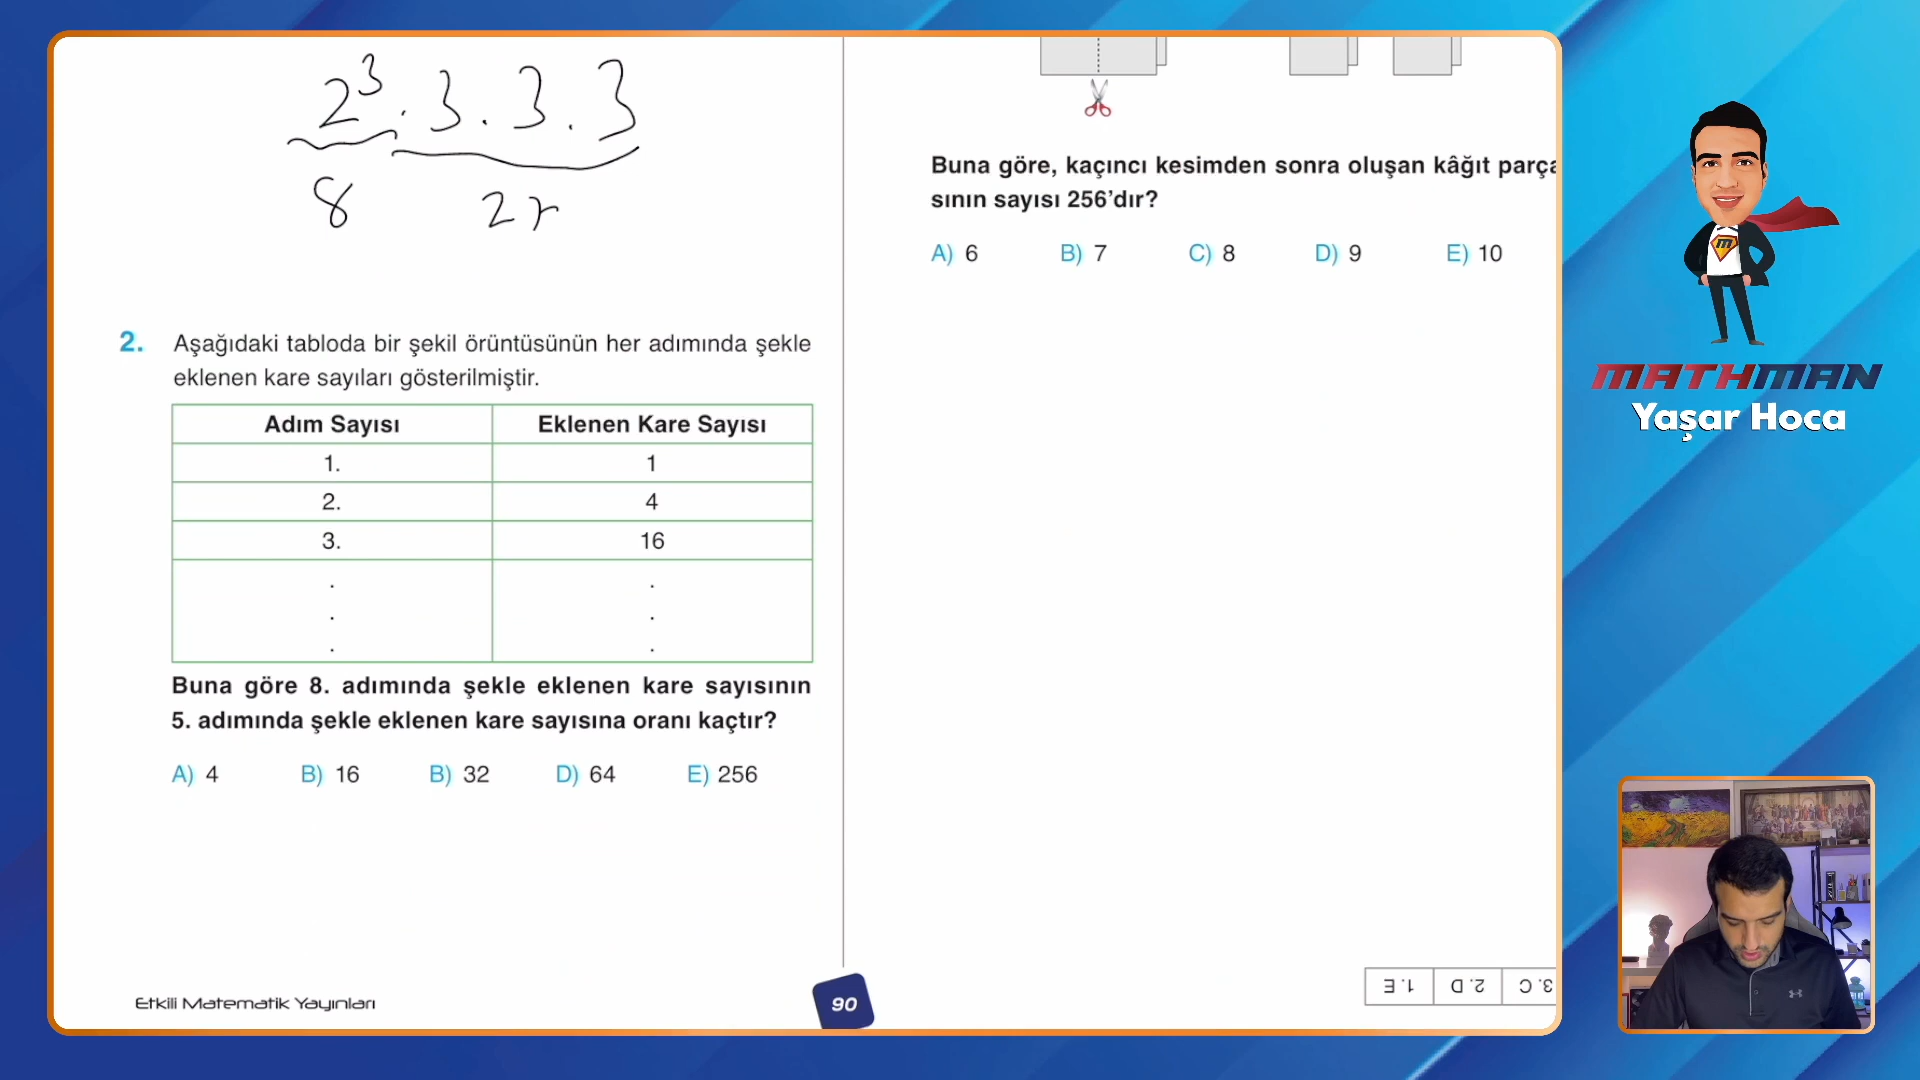 2³ . 3 . 3 . 3
8 27
2. Aşağıdaki tabloda bir şekil örüntüsünün her adımında şekle
eklenen kare sayıları gösterilmiştir.
Adım Sayısı Eklenen Kare Sayısı
1. 1
2. 4
3. 16
. .
. .
. .
Buna göre 8. adımında şekle eklenen kare sayısının
5. adımında şekle eklenen kare sayısına oranı kaçtır?
A) 4 B) 16 B) 32 D) 64 E) 256
Etkili Matematik Yayınları
90
Buna göre, kaçıncı kesimden sonra oluşan kâğıt parça
sının sayısı 256'dır?
A) 6 B) 7 C) 8 D) 9 E) 10
1. E 2. D 3. C
M
MATHMAN
Yaşar Hoca